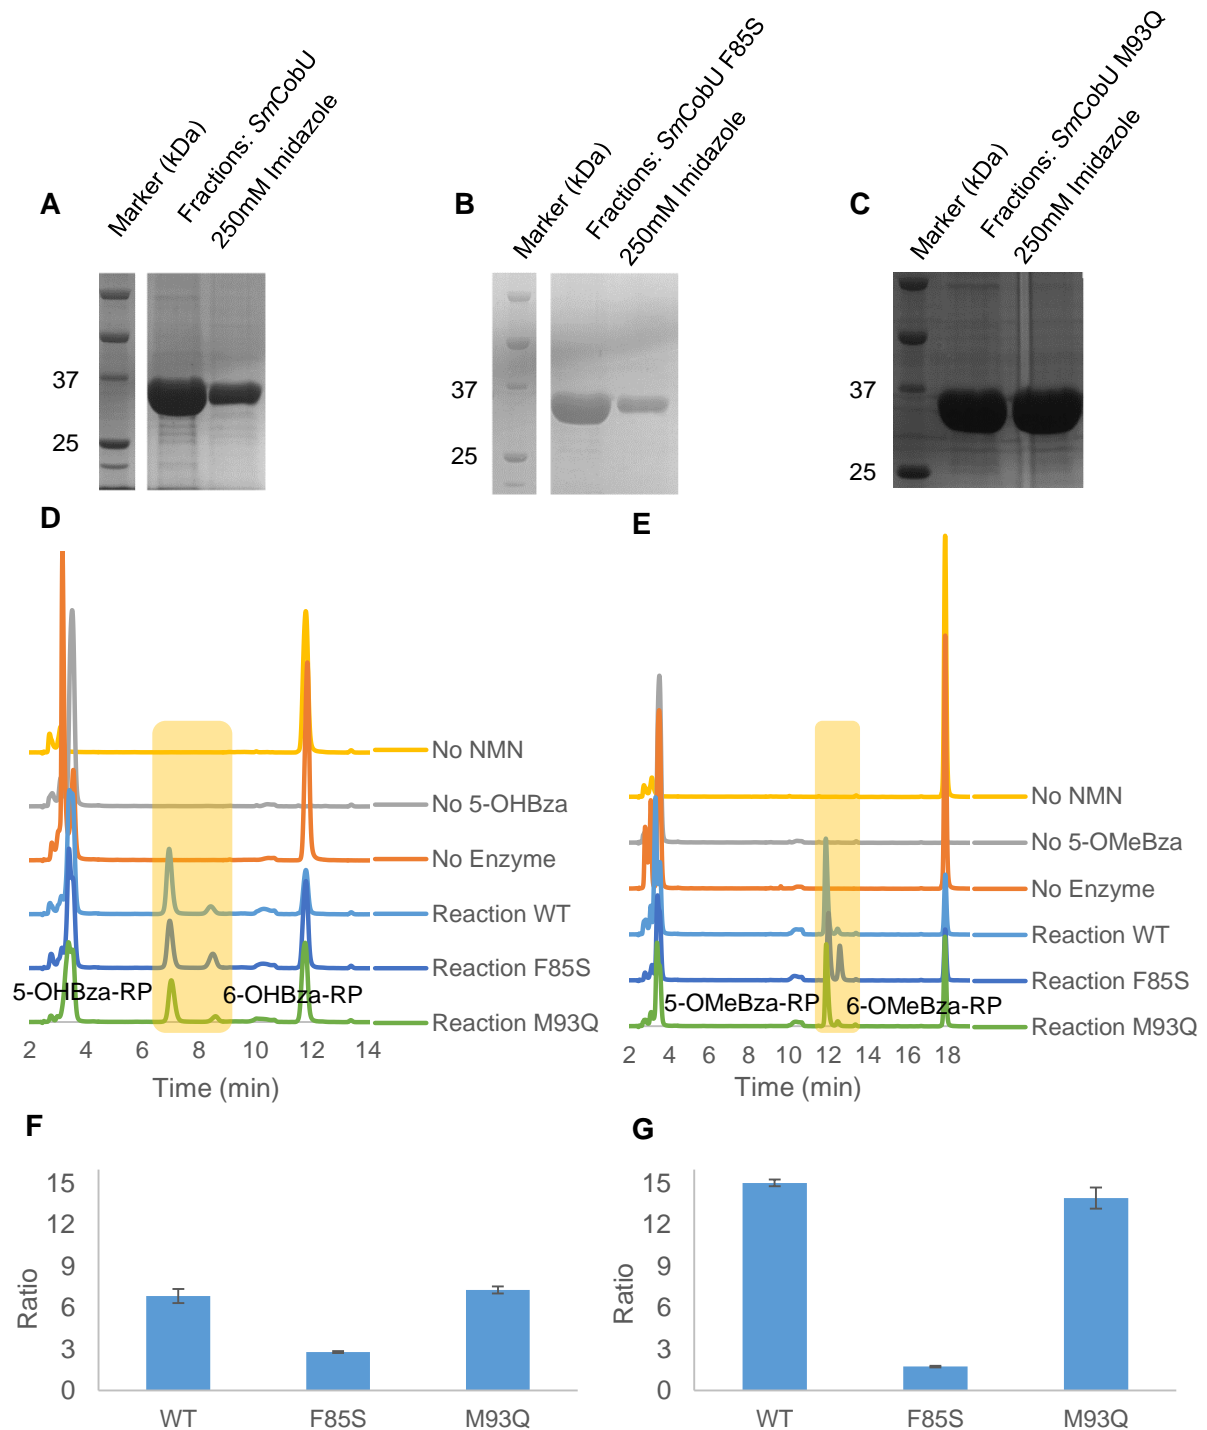 A
Marker (kDa)
Fractions: SmCobU
250mM Imidazole
37
25
B
Marker (kDa)
Fractions: SmCobU F85S
250mM Imidazole
37
25
C
Marker (kDa)
Fractions: SmCobU M93Q
250mM Imidazole
37
25
D
No NMN
No 5-OHBza
No Enzyme
Reaction WT
Reaction F85S
5-OHBza-RP 6-OHBza-RP
Reaction M93Q
2 4 6 8 10 12 14
Time (min)
E
No NMN
No 5-OMeBza
No Enzyme
Reaction WT
Reaction F85S
5-OMeBza-RP 6-OMeBza-RP
Reaction M93Q
2 4 6 8 10 12 14 16 18
Time (min)
F
15
12
9
6
3
0
Ratio
WT F85S M93Q
G
15
12
9
6
3
0
Ratio
WT F85S M93Q